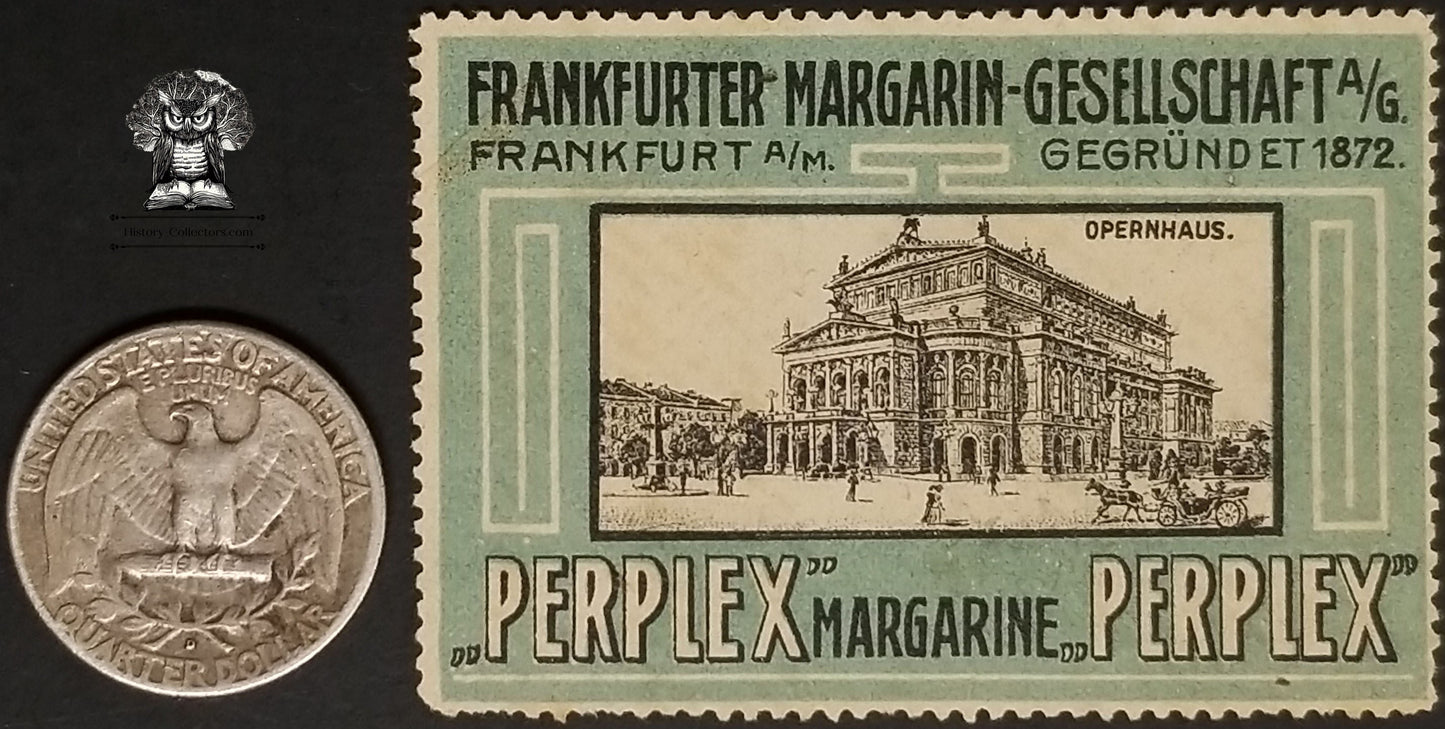 History-Collectors.com
UNITED STATES OF AMERICA
E PLURIBUS
UNUM
D
QUARTER DOLLAR
FRANKFURTER MARGARIN-GESELLSCHAFT A/G.
FRANKFURT A/M. GEGRÜNDET 1872.
OPERNHAUS.
„PERPLEX” MARGARINE „PERPLEX”